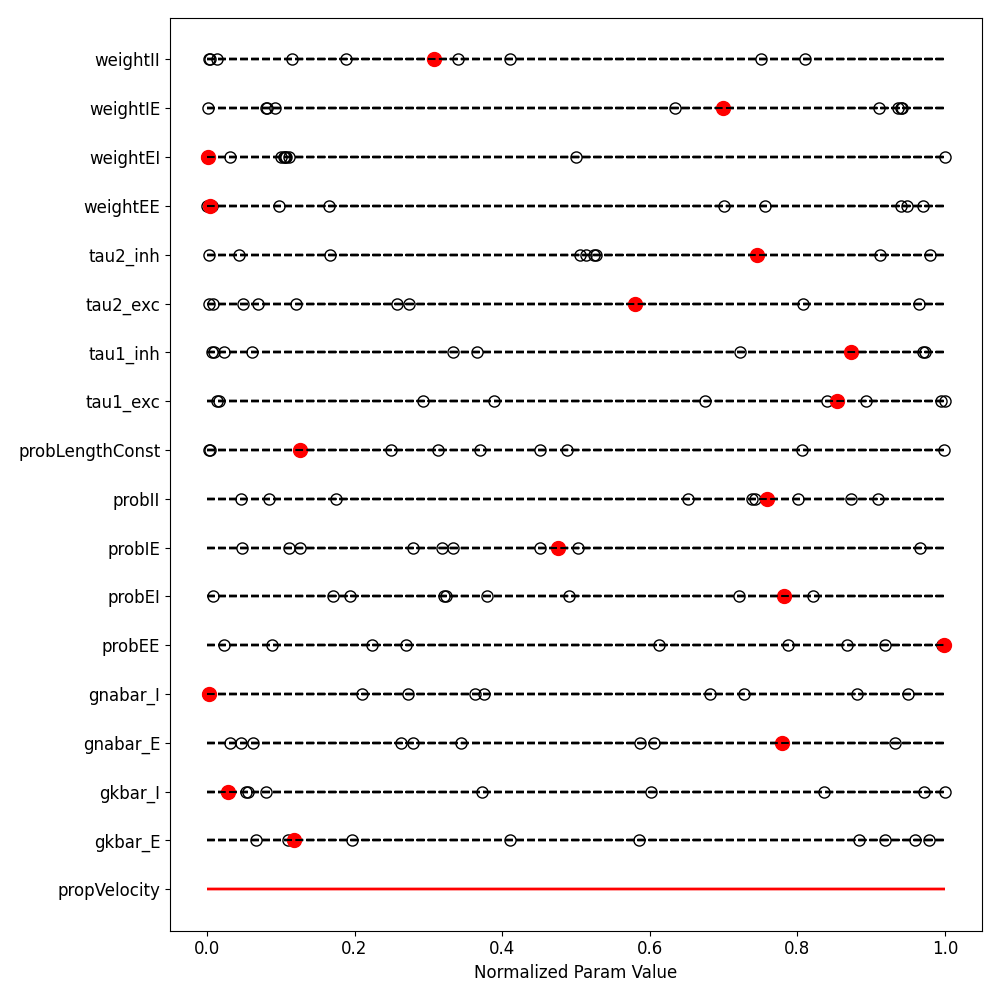 weightII
weightIE
weightEI
weightEE
tau2_inh
tau2_exc
tau1_inh
tau1_exc
probLengthConst
probII
probIE
probEI
probEE
gnabar_I
gnabar_E
gkbar_I
gkbar_E
propVelocity
0.0 0.2 0.4 0.6 0.8 1.0
Normalized Param Value